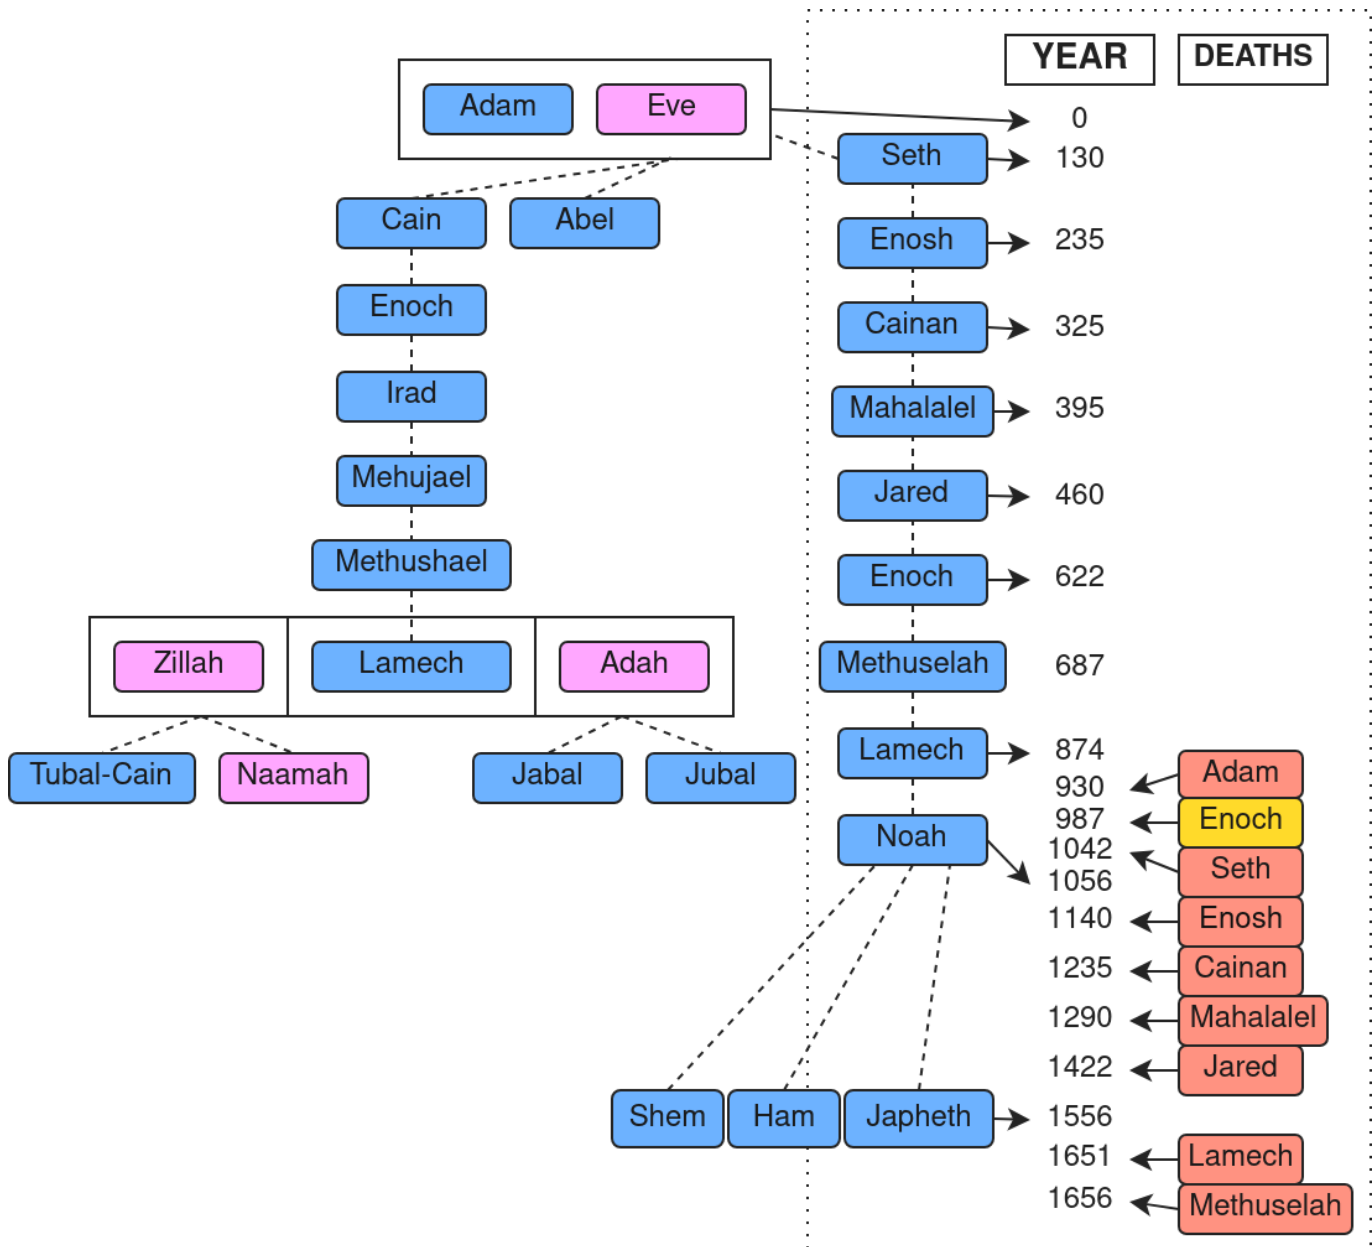 YEAR
DEATHS
Adam
Eve
0
Seth
130
Cain
Abel
Enosh
235
Enoch
Cainan
325
Irad
Mahalalel
395
Mehujael
Jared
460
Methushael
Enoch
622
Zillah
Lamech
Adah
Methuselah
687
Tubal-Cain
Naamah
Jabal
Jubal
Lamech
874
Adam
930
Enoch
987
Noah
1042
Seth
1056
1140
Enosh
1235
Cainan
1290
Mahalalel
1422
Jared
Shem
Ham
Japheth
1556
1651
Lamech
1656
Methuselah